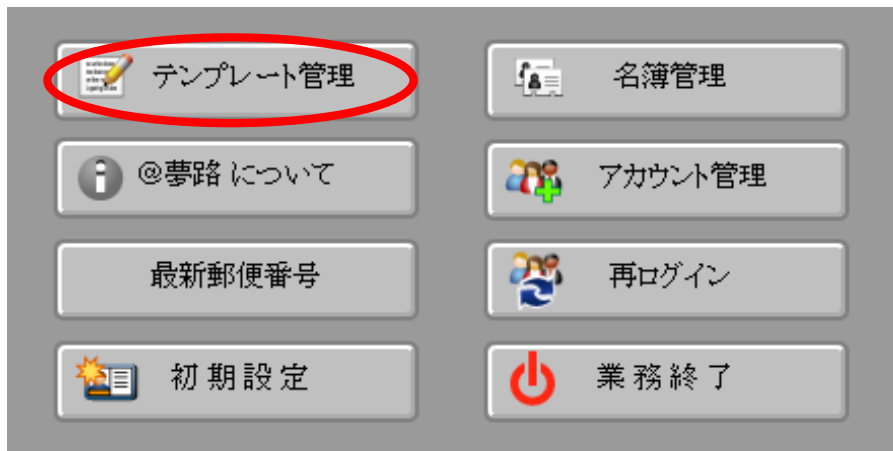 テンプレート管理
名簿管理
@夢路 について
アカウント管理
最新郵便番号
再ログイン
初期設定
業務終了